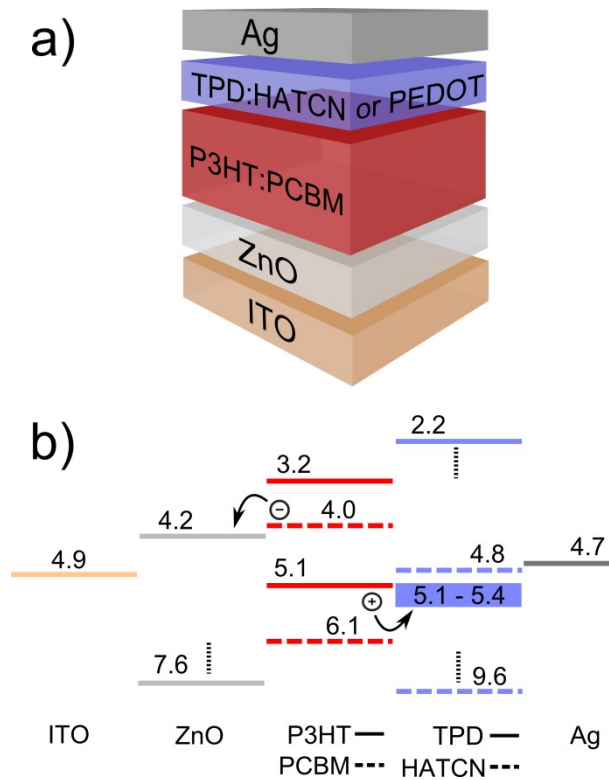 a)
Ag
TPD:HATCN or PEDOT
P3HT:PCBM
ZnO
ITO
b)
2.2
3.2
4.2
4.0
4.9
4.8
4.7
5.1
5.1 - 5.4
6.1
7.6
9.6
ITO ZnO P3HT TPD Ag
PCBM HATCN